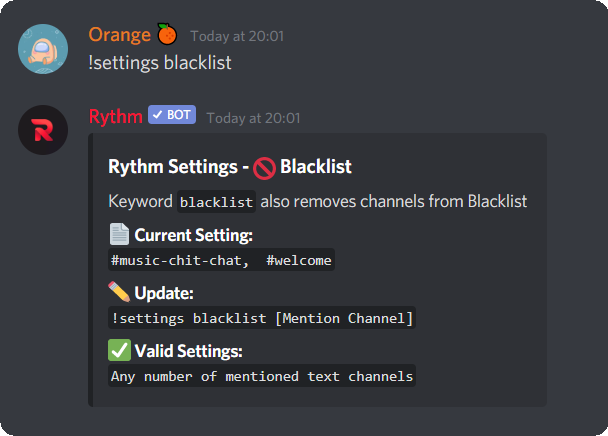 Orange 🍊 Today at 20:01
!settings blacklist
Rythm ✓ BOT Today at 20:01
Rythm Settings - 🚫 Blacklist
Keyword blacklist also removes channels from Blacklist
📄 Current Setting:
#music-chit-chat, #welcome
✏️ Update:
!settings blacklist [Mention Channel]
✅ Valid Settings:
Any number of mentioned text channels